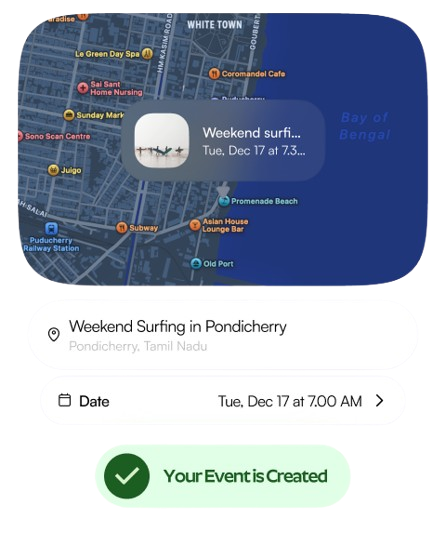 aradise
WHITE TOWN
HM KASIM ROAD
GOUBERT
Le Green Day Spa
Coromandel Cafe
Sai Sant
Home Nursing
Puducherry
Sunday Mark
Weekend surfi...
Tue, Dec 17 at 7.3...
Bay of
Bengal
Sono Scan Centre
Juigo
Promenade Beach
AH SALAI
Subway
Asian House
Lounge Bar
Puducherry
Railway Station
Old Port
Weekend Surfing in Pondicherry
Pondicherry, Tamil Nadu
Date
Tue, Dec 17 at 7.00 AM
Your Event is Created